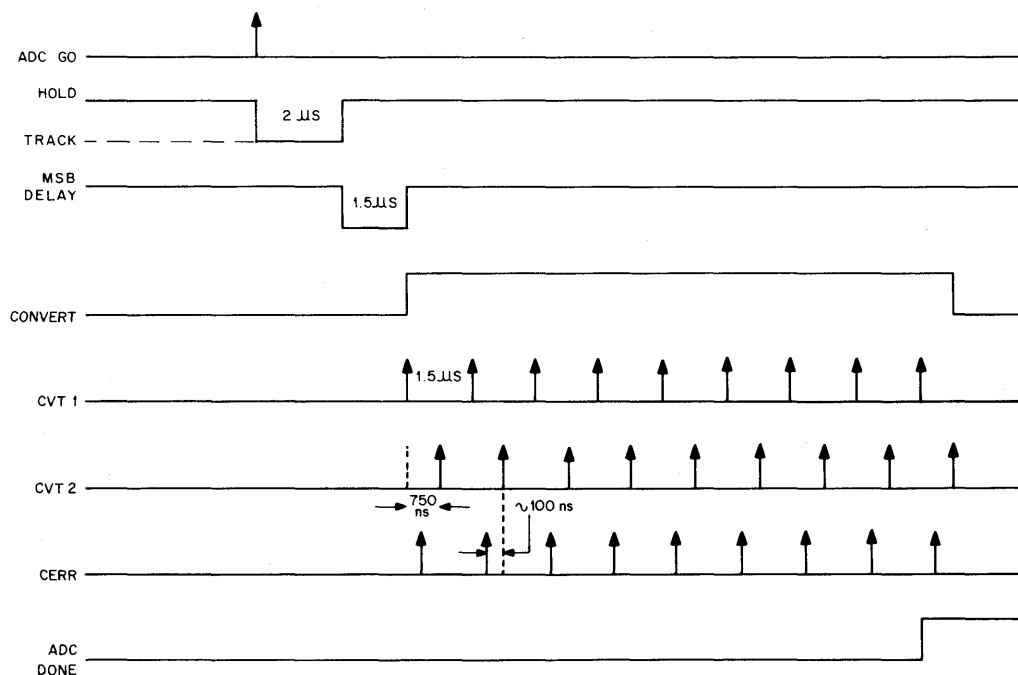 ADC GO
HOLD
2 μS
TRACK
MSB
DELAY
1.5μS
CONVERT
1.5μS
CVT 1
CVT 2
750
ns
~100 ns
CERR
ADC
DONE